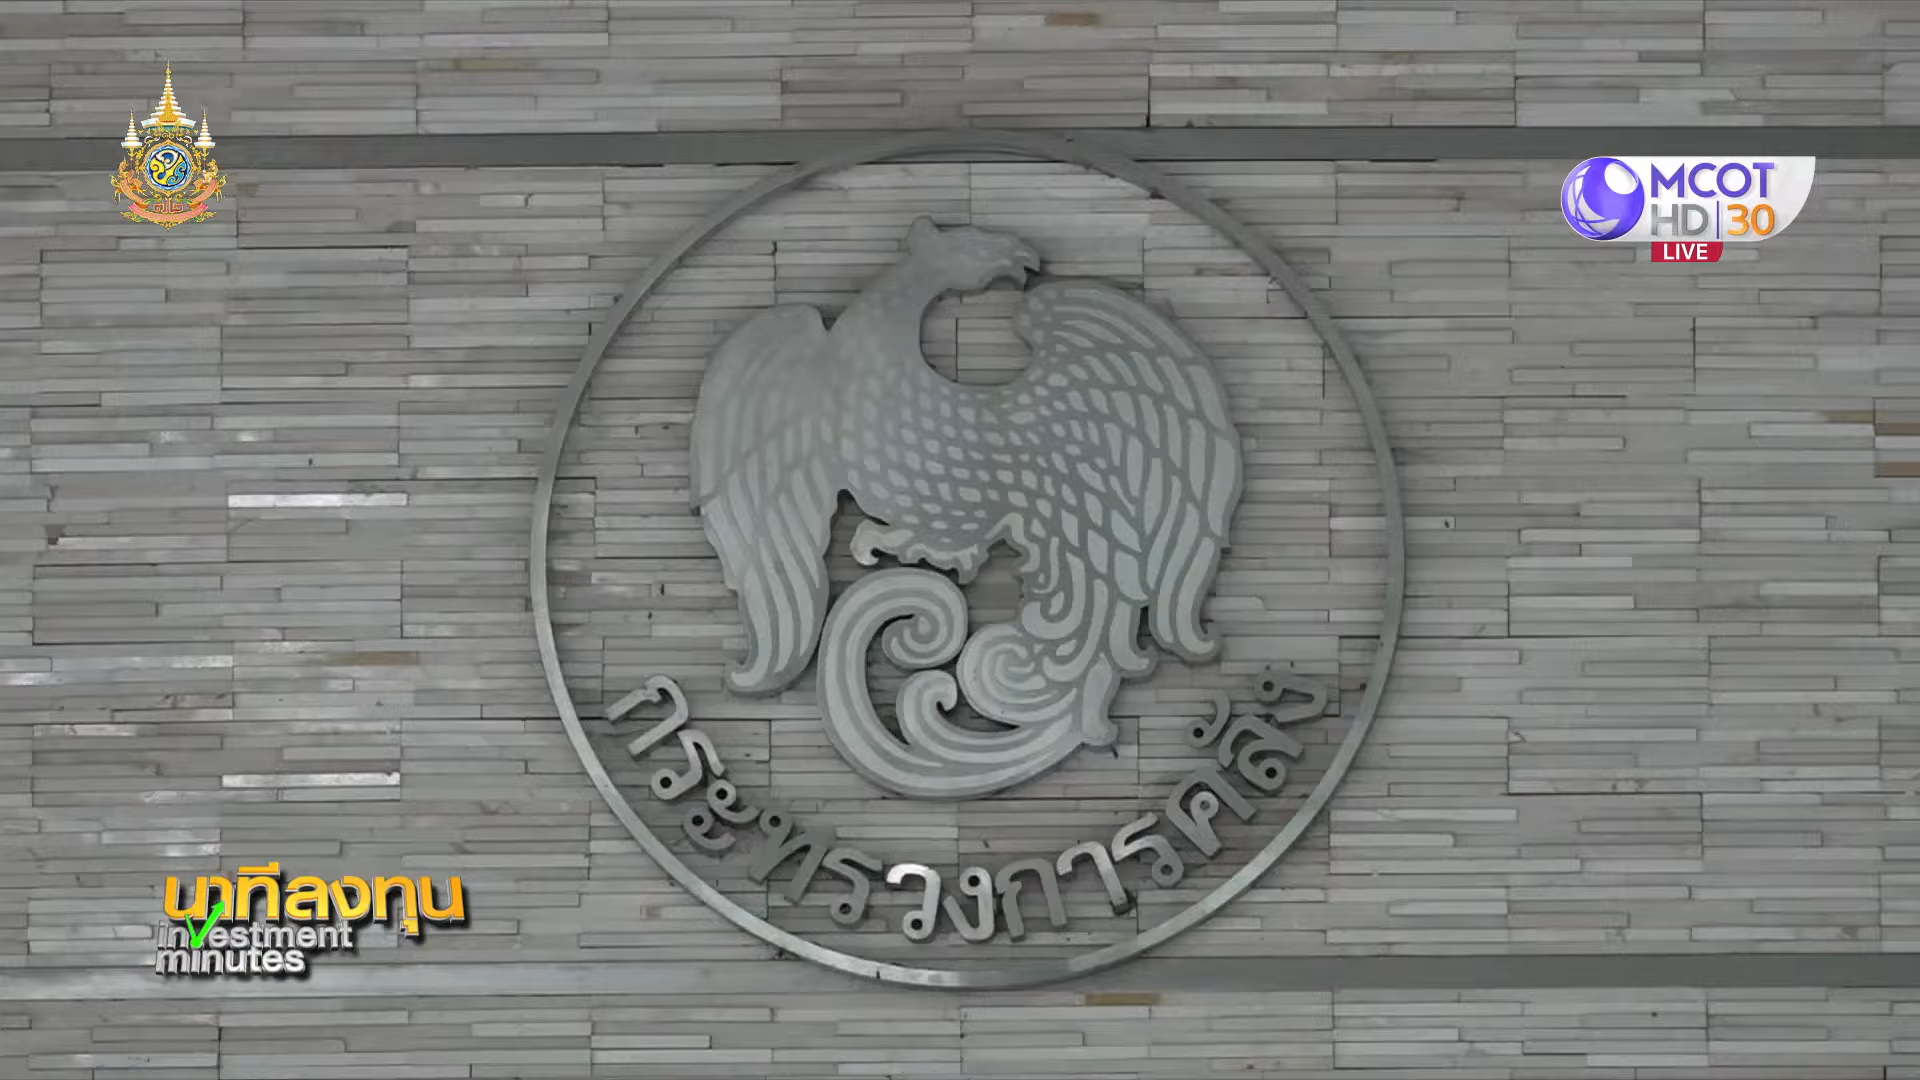 MCOT
HD 30
LIVE
กระทรวงการคลัง
นาทีลงทุน
investment
minutes